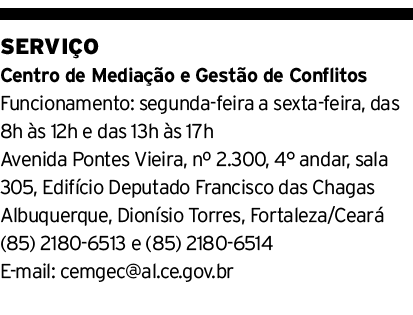 SERVIÇO
Centro de Mediação e Gestão de Conflitos
Funcionamento: segunda-feira a sexta-feira, das
8h às 12h e das 13h às 17h
Avenida Pontes Vieira, nº 2.300, 4º andar, sala
305, Edifício Deputado Francisco das Chagas
Albuquerque, Dionísio Torres, Fortaleza/Ceará
(85) 2180-6513 e (85) 2180-6514
E-mail: cemgec@al.ce.gov.br